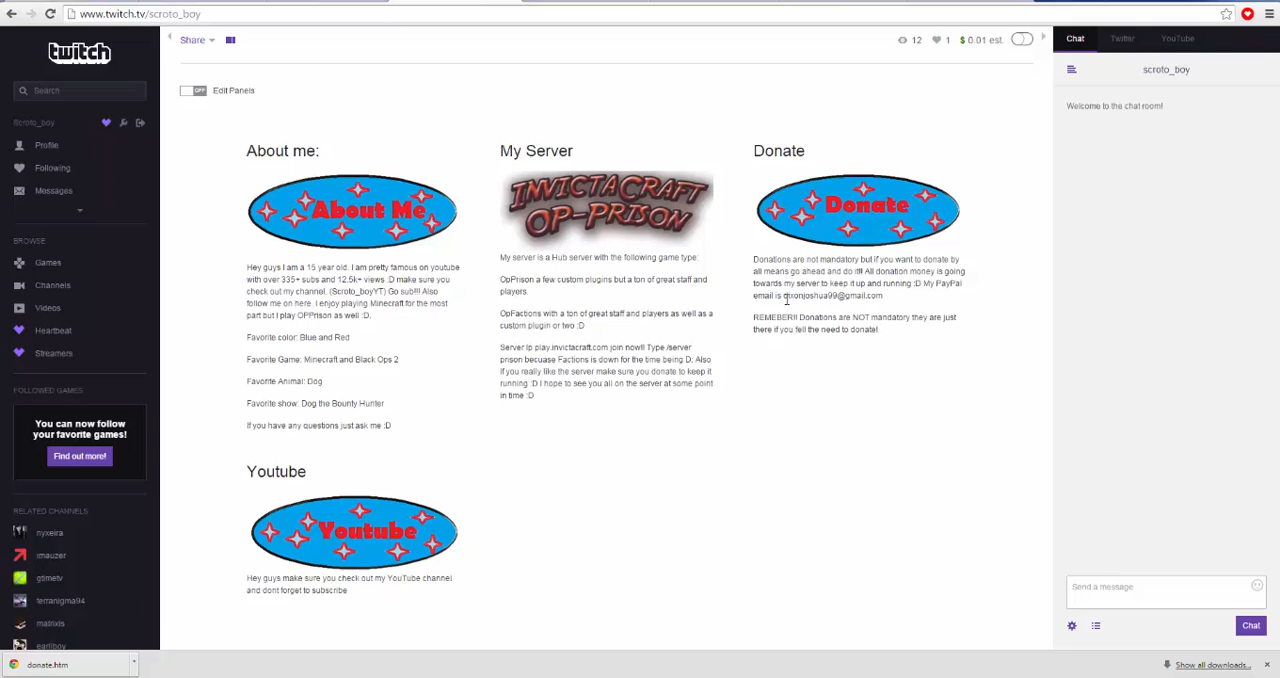 www.twitch.tv/scroto_boy
twitch
Search
Scroto_boy
Profile
Following
Messages
BROWSE
Games
Channels
Videos
Heartbeat
Streamers
FOLLOWED GAMES
You can now follow
your favorite games!
Find out more!
RELATED CHANNELS
nyxeira
imauzer
gtimetv
terranigma94
matrixis
earlboy
Share
12
1
$ 0.01 est.
OFF
Edit Panels
About me:
About Me
Hey guys I am a 15 year old. I am pretty famous on youtube
with over 335+ subs and 12.5k+ views :D make sure you
check out my channel, (Scroto_boyYT) Go sub!!! Also
follow me on here. I enjoy playing Minecraft for the most
part but I play OPPrison as well :D.
Favorite color: Blue and Red
Favorite Game: Minecraft and Black Ops 2
Favorite Animal: Dog
Favorite show: Dog the Bounty Hunter
If you have any questions just ask me :D
My Server
INVICTACRAFT
OP-PRISON
My server is a Hub server with the following game type:
OpPrison a few custom plugins but a ton of great staff and
players.
OpFactions with a ton of great staff and players as well as a
custom plugin or two :D
Server Ip play.invictacraft.com join now!! Type /server
prison becuase Factions is down for the time being D; Also
if you really like the server make sure you donate to keep it
running :D I hope to see you all on the server at some point
in time :D
Donate
Donate
Donations are not mandatory but if you want to donate by
all means go ahead and do it!!! All donation money is going
towards my server to keep it up and running :D My PayPal
email is dixonjoshua99@gmail.com
REMEBER!! Donations are NOT mandatory they are just
there if you fell the need to donate!
Youtube
Youtube
Hey guys make sure you check out my YouTube channel
and dont forget to subscribe
Chat
Twitter
YouTube
scroto_boy
Welcome to the chat room!
Send a message
Chat
donate.htm
Show all downloads...